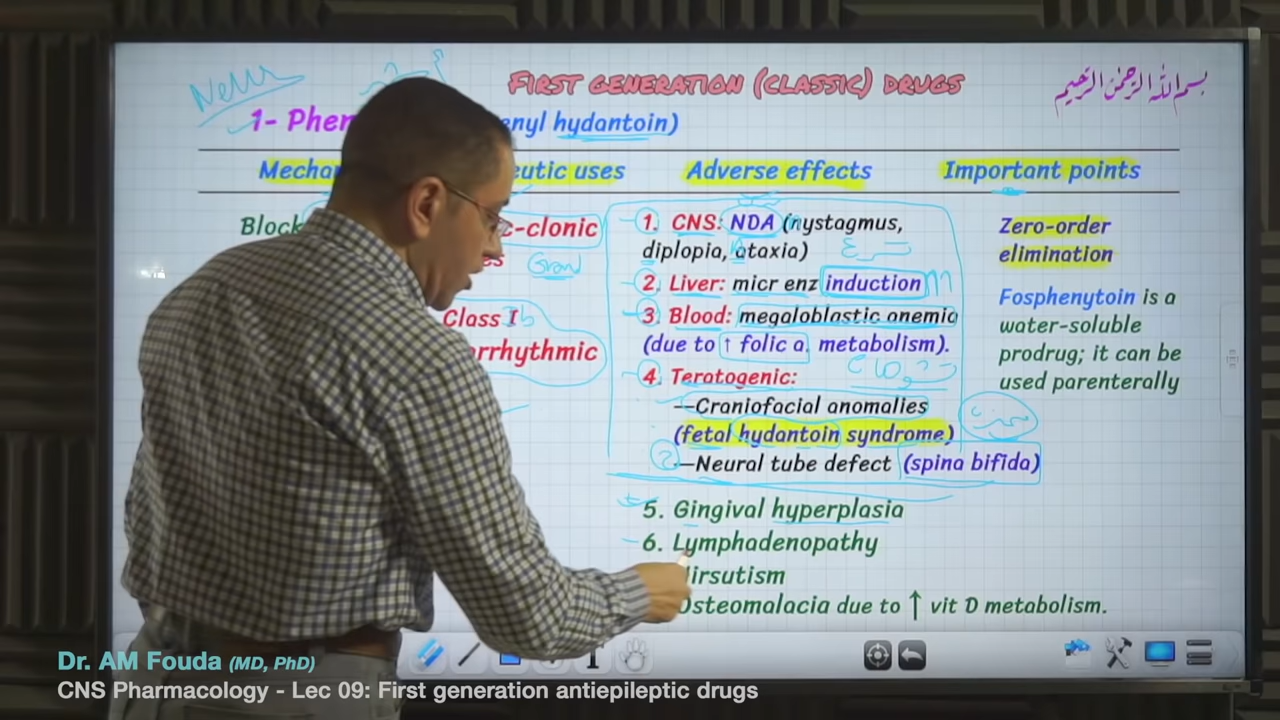 FIRST GENERATION (CLASSIC) DRUGS
بسم الله الرحمن الرحيم
New
1- Phen
enyl hydantoin)
Mechan
eutic uses
Adverse effects
Important points
Block
c-clonic
es
Grand
Class I b
rrhythmic
1. CNS: NDA (nystagmus,
diplopia, ataxia)
2. Liver: micr enz induction
3. Blood: megaloblastic anemia
(due to ↑ folic a. metabolism).
4. Teratogenic:
—Craniofacial anomalies
(fetal hydantoin syndrome)
—Neural tube defect (spina bifida)
5. Gingival hyperplasia
6. Lymphadenopathy
Hirsutism
Osteomalacia due to ↑ vit D metabolism.
Zero-order
elimination
Fosphenytoin is a
water-soluble
prodrug; it can be
used parenterally
Dr. AM Fouda (MD, PhD)
CNS Pharmacology - Lec 09: First generation antiepileptic drugs